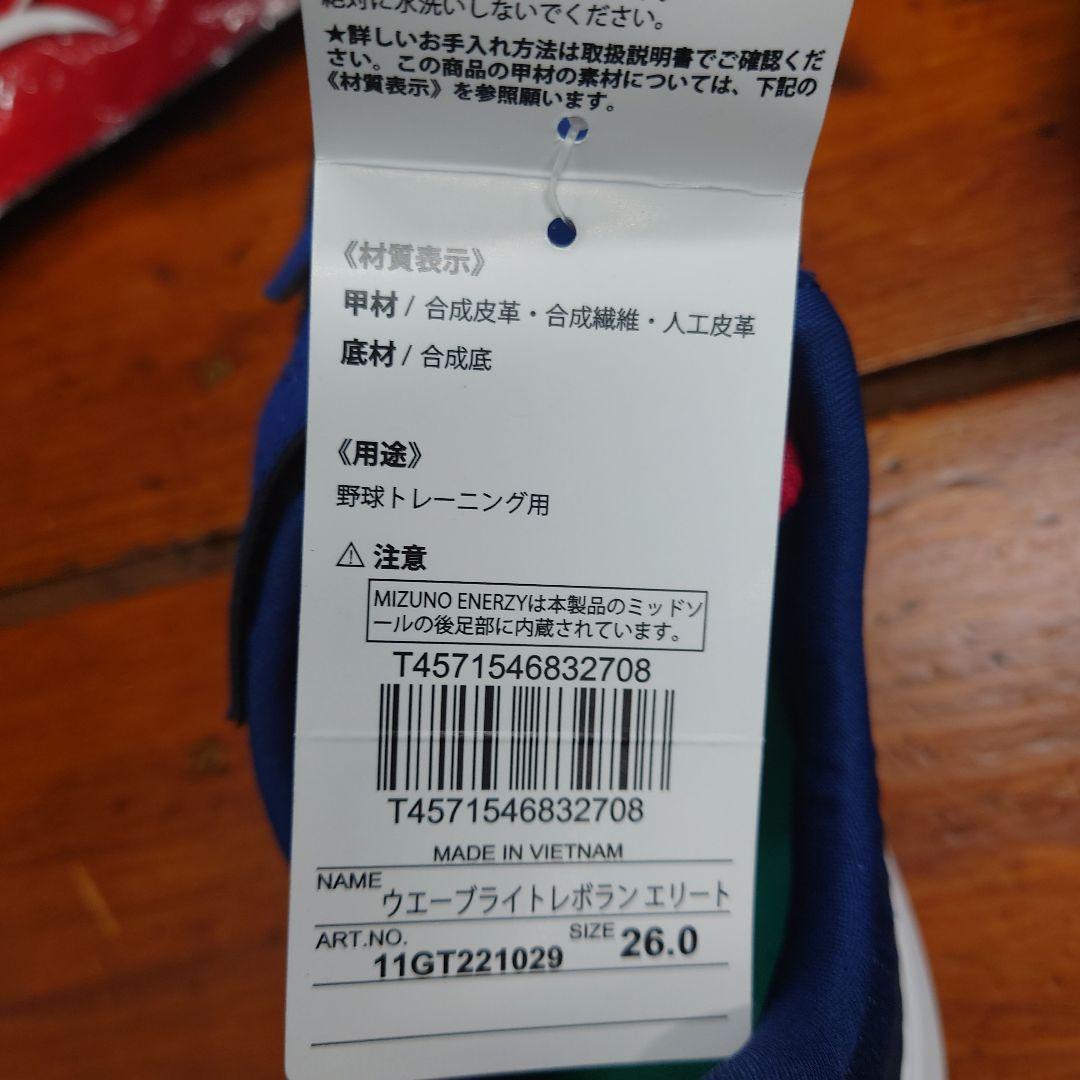 絶対に水洗いしないでください。
★詳しいお手入れ方法は取扱説明書でご確認くだ
さい。この商品の甲材の素材については、下記の
《材質表示》を参照願います。
《材質表示》
甲材 / 合成皮革・合成繊維・人工皮革
底材 / 合成底
《用途》
野球トレーニング用
⚠ 注意
MIZUNO ENERZYは本製品のミッドソ
ールの後足部に内蔵されています。
T4571546832708
T4571546832708
MADE IN VIETNAM
NAME ウエーブライトレボラン エリート
ART.NO. 11GT221029 SIZE 26.0